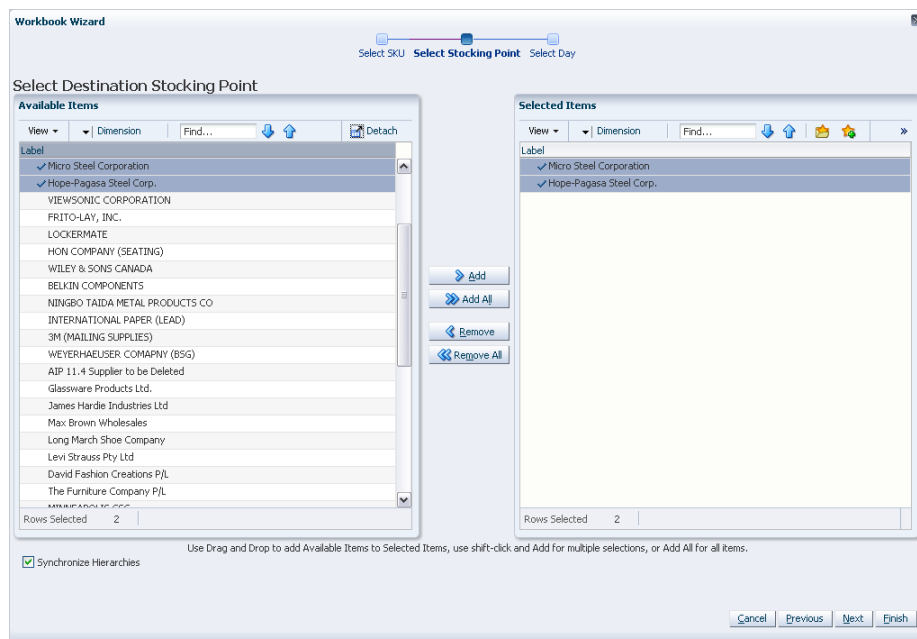 Workbook Wizard
Select SKU Select Stocking Point Select Day
Select Destination Stocking Point
Available Items
View Dimension Find... Detach
Label
Micro Steel Corporation
Hope-Pagasa Steel Corp.
VIEWSONIC CORPORATION
FRITO-LAY, INC.
LOCKERMATE
HON COMPANY (SEATING)
WILEY & SONS CANADA
BELKIN COMPONENTS
NINGBO TAIDA METAL PRODUCTS CO
INTERNATIONAL PAPER (LEAD)
3M (MAILING SUPPLIES)
WEYERHAEUSER COMAPNY (BSG)
AIP 11.4 Supplier to be Deleted
Glassware Products Ltd.
James Hardie Industries Ltd
Max Brown Wholesales
Long March Shoe Company
Levi Strauss Pty Ltd
David Fashion Creations P/L
The Furniture Company P/L
Rows Selected 2
Add
Add All
Remove
Remove All
Selected Items
View Dimension Find... »
Label
Micro Steel Corporation
Hope-Pagasa Steel Corp.
Rows Selected 2
Use Drag and Drop to add Available Items to Selected Items, use shift-click and Add for multiple selections, or Add All for all items.
Synchronize Hierarchies
Cancel Previous Next Finish